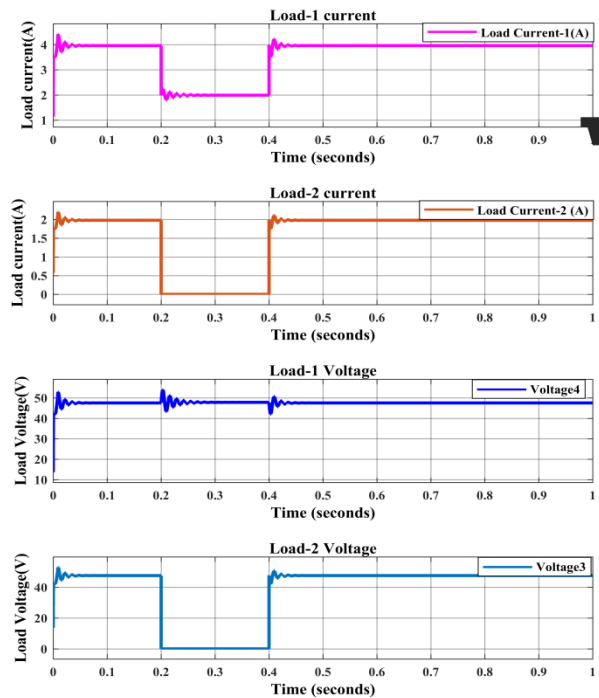 Load-1 current
Load current(A)
4
3
2
1
Load Current-1(A)
0 0.1 0.2 0.3 0.4 0.5 0.6 0.7 0.8 0.9 1
Time (seconds)
Load-2 current
Load current(A)
2
1.5
1
0.5
0
Load Current-2 (A)
0 0.1 0.2 0.3 0.4 0.5 0.6 0.7 0.8 0.9 1
Time (seconds)
Load-1 Voltage
Load Voltage(V)
50
40
30
20
10
Voltage4
0 0.1 0.2 0.3 0.4 0.5 0.6 0.7 0.8 0.9 1
Time (seconds)
Load-2 Voltage
Load Voltage(V)
40
20
0
Voltage3
0 0.1 0.2 0.3 0.4 0.5 0.6 0.7 0.8 0.9 1
Time (seconds)